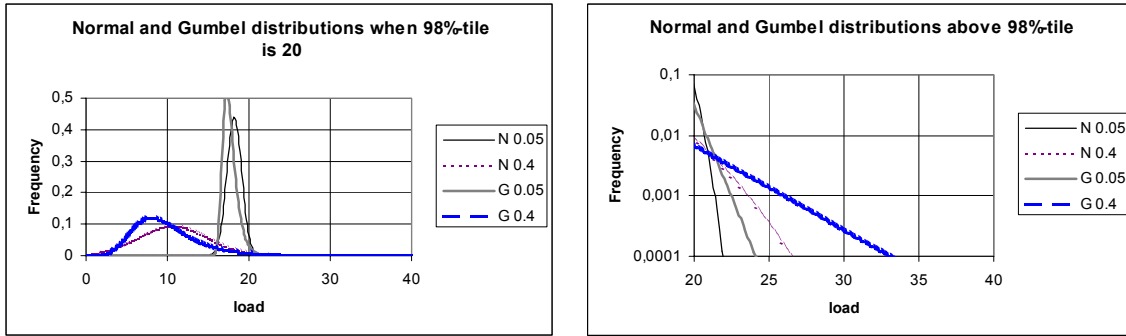 Normal and Gumbel distributions when 98%-tile
is 20
Frequency
0,5
0,4
0,3
0,2
0,1
0
0 10 20 30 40
load
N 0.05
N 0.4
G 0.05
G 0.4
Normal and Gumbel distributions above 98%-tile
Frequency
0,1
0,01
0,001
0,0001
20 25 30 35 40
load
N 0.05
N 0.4
G 0.05
G 0.4